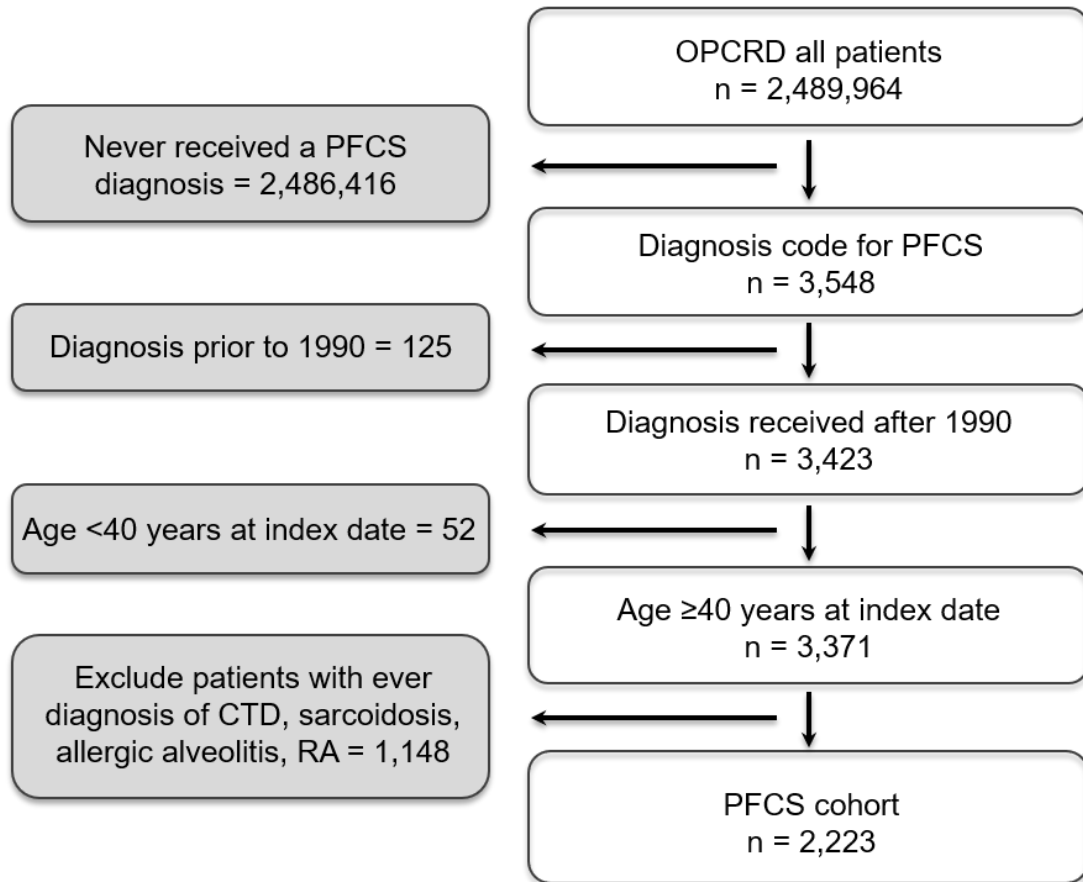 OPCRD all patients
n = 2,489,964
Never received a PFCS
diagnosis = 2,486,416
Diagnosis code for PFCS
n = 3,548
Diagnosis prior to 1990 = 125
Diagnosis received after 1990
n = 3,423
Age <40 years at index date = 52
Age ≥40 years at index date
n = 3,371
Exclude patients with ever
diagnosis of CTD, sarcoidosis,
allergic alveolitis, RA = 1,148
PFCS cohort
n = 2,223